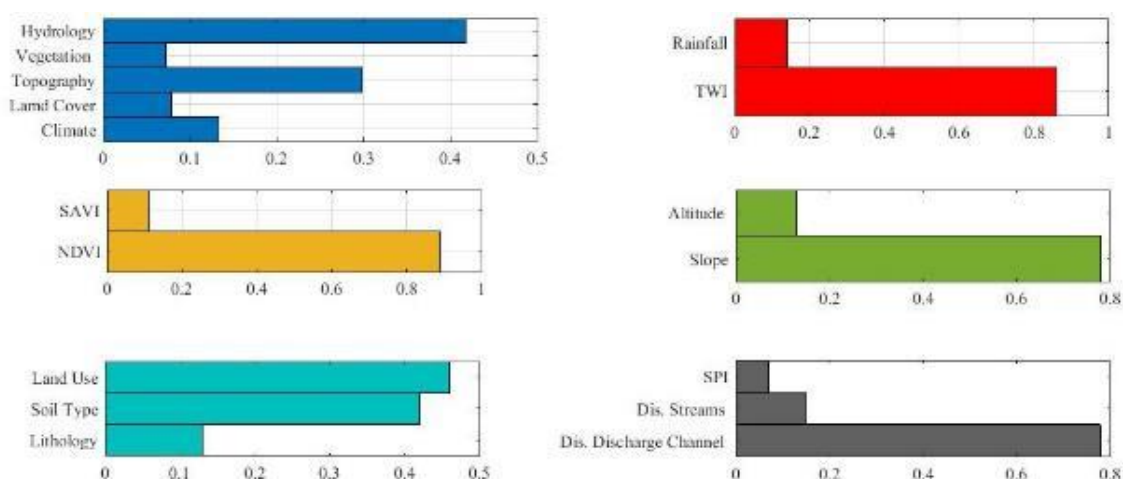 Hydrology
Vegetation
Topography
Lamd Cover
Climate
0 0.1 0.2 0.3 0.4 0.5
Rainfall
TWI
0 0.2 0.4 0.6 0.8 1
SAVI
NDVI
0 0.2 0.4 0.6 0.8 1
Altitude
Slope
0 0.2 0.4 0.6 0.8
Land Use
Soil Type
Lithology
0 0.1 0.2 0.3 0.4 0.5
SPI
Dis. Streams
Dis. Discharge Channel
0 0.2 0.4 0.6 0.8